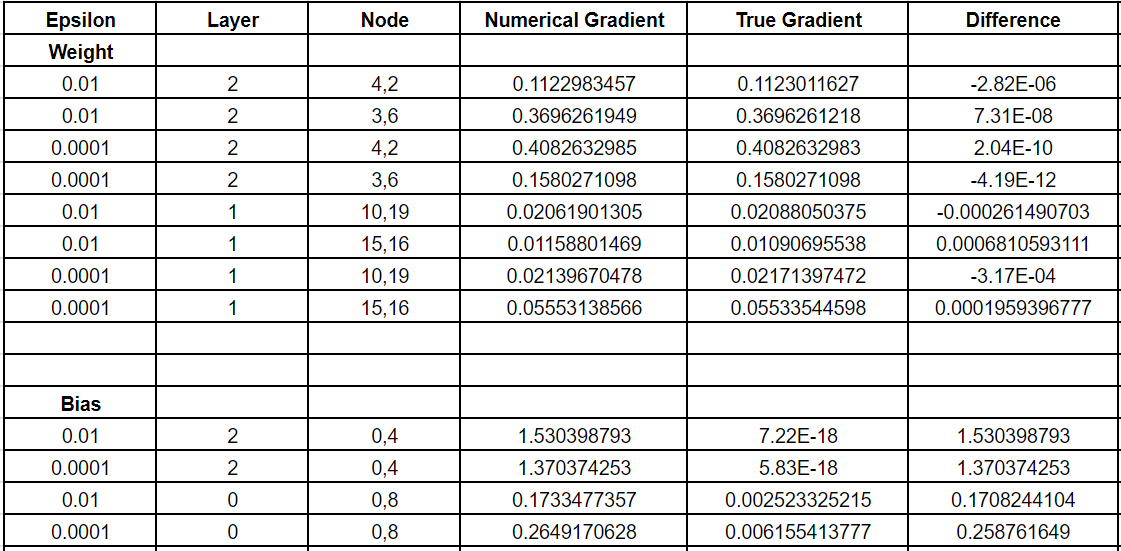 Epsilon Layer Node Numerical Gradient True Gradient Difference
Weight
0.01 2 4,2 0.1122983457 0.1123011627 -2.82E-06
0.01 2 3,6 0.3696261949 0.3696261218 7.31E-08
0.0001 2 4,2 0.4082632985 0.4082632983 2.04E-10
0.0001 2 3,6 0.1580271098 0.1580271098 -4.19E-12
0.01 1 10,19 0.02061901305 0.02088050375 -0.000261490703
0.01 1 15,16 0.01158801469 0.01090695538 0.0006810593111
0.0001 1 10,19 0.02139670478 0.02171397472 -3.17E-04
0.0001 1 15,16 0.05553138566 0.05533544598 0.0001959396777
Bias
0.01 2 0,4 1.530398793 7.22E-18 1.530398793
0.0001 2 0,4 1.370374253 5.83E-18 1.370374253
0.01 0 0,8 0.1733477357 0.002523325215 0.1708244104
0.0001 0 0,8 0.2649170628 0.006155413777 0.258761649